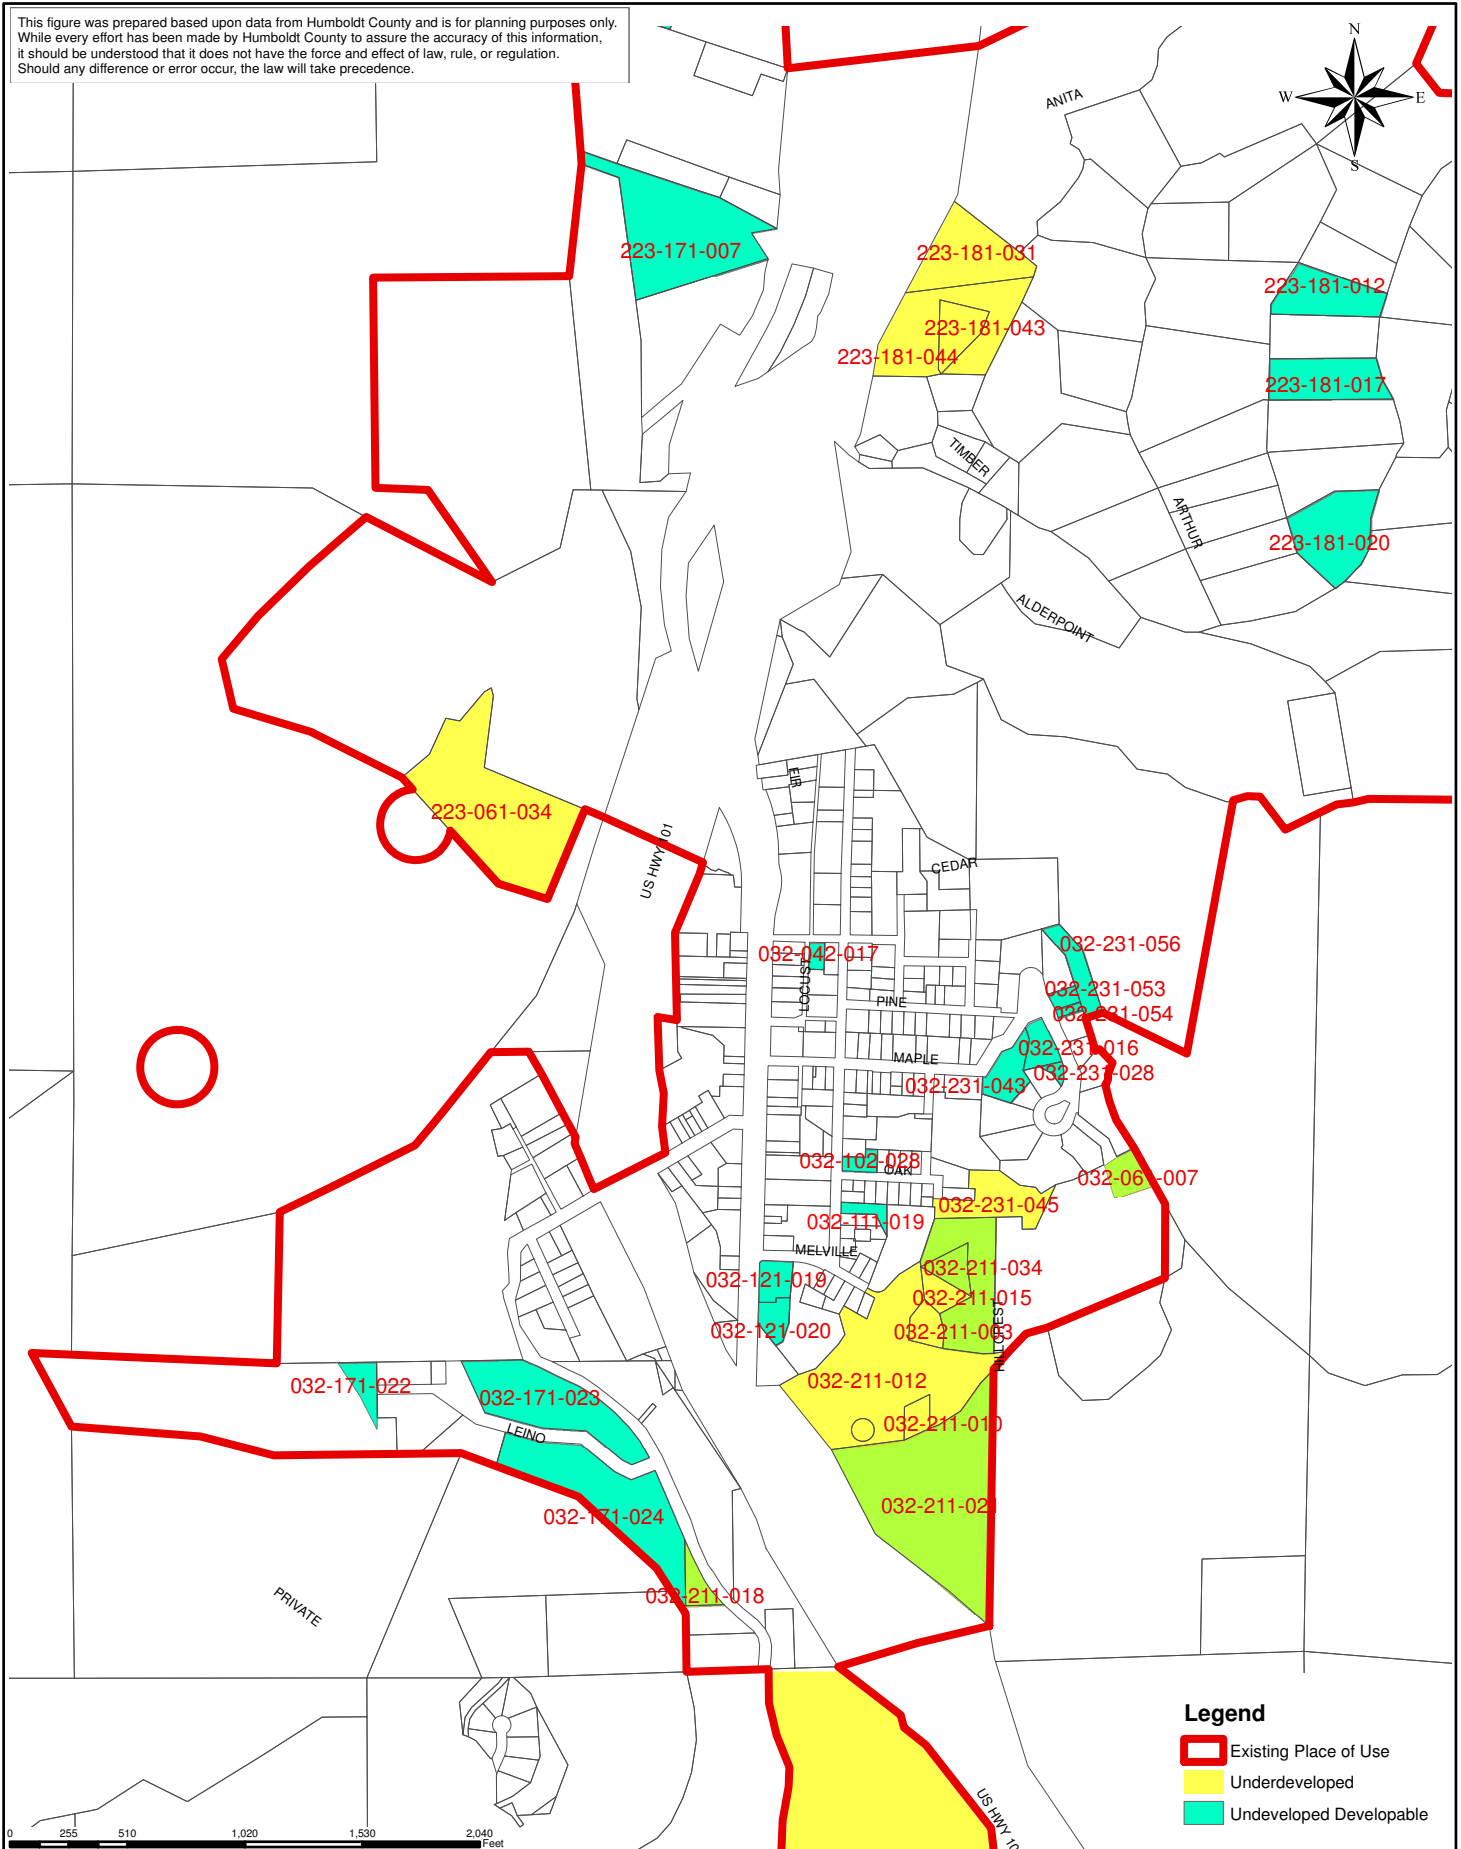 This figure was prepared based upon data from Humboldt County and is for planning purposes only.
While every effort has been made by Humboldt County to assure the accuracy of this information,
it should be understood that it does not have the force and effect of law, rule, or regulation.
Should any difference or error occur, the law will take precedence.
N
W
E
S
ANITA
223-171-007
223-181-031
223-181-012
223-181-043
223-181-044
223-181-017
TIMBER
ARTHUR
223-181-020
ALDERPOINT
FIR
223-061-034
US HWY 101
CEDAR
032-231-056
032-042-017
LOCUST
032-231-053
PINE
032-231-054
032-231-016
MAPLE
032-231-028
032-231-043
032-102-028
OAK
-007
032-231-045
032-111-019
MELVILLE
032-211-034
032-121-019
032-211-015
HILLCREST
032-121-020
032-211-003
032-211-012
032-171-022
032-171-023
032-211-010
LEINO
032-211-021
032-171-024
032-211-018
PRIVATE
US HWY 10
Legend
Existing Place of Use
Underdeveloped
Undeveloped Developable
0 255 510 1,020 1,530 2,040
Feet